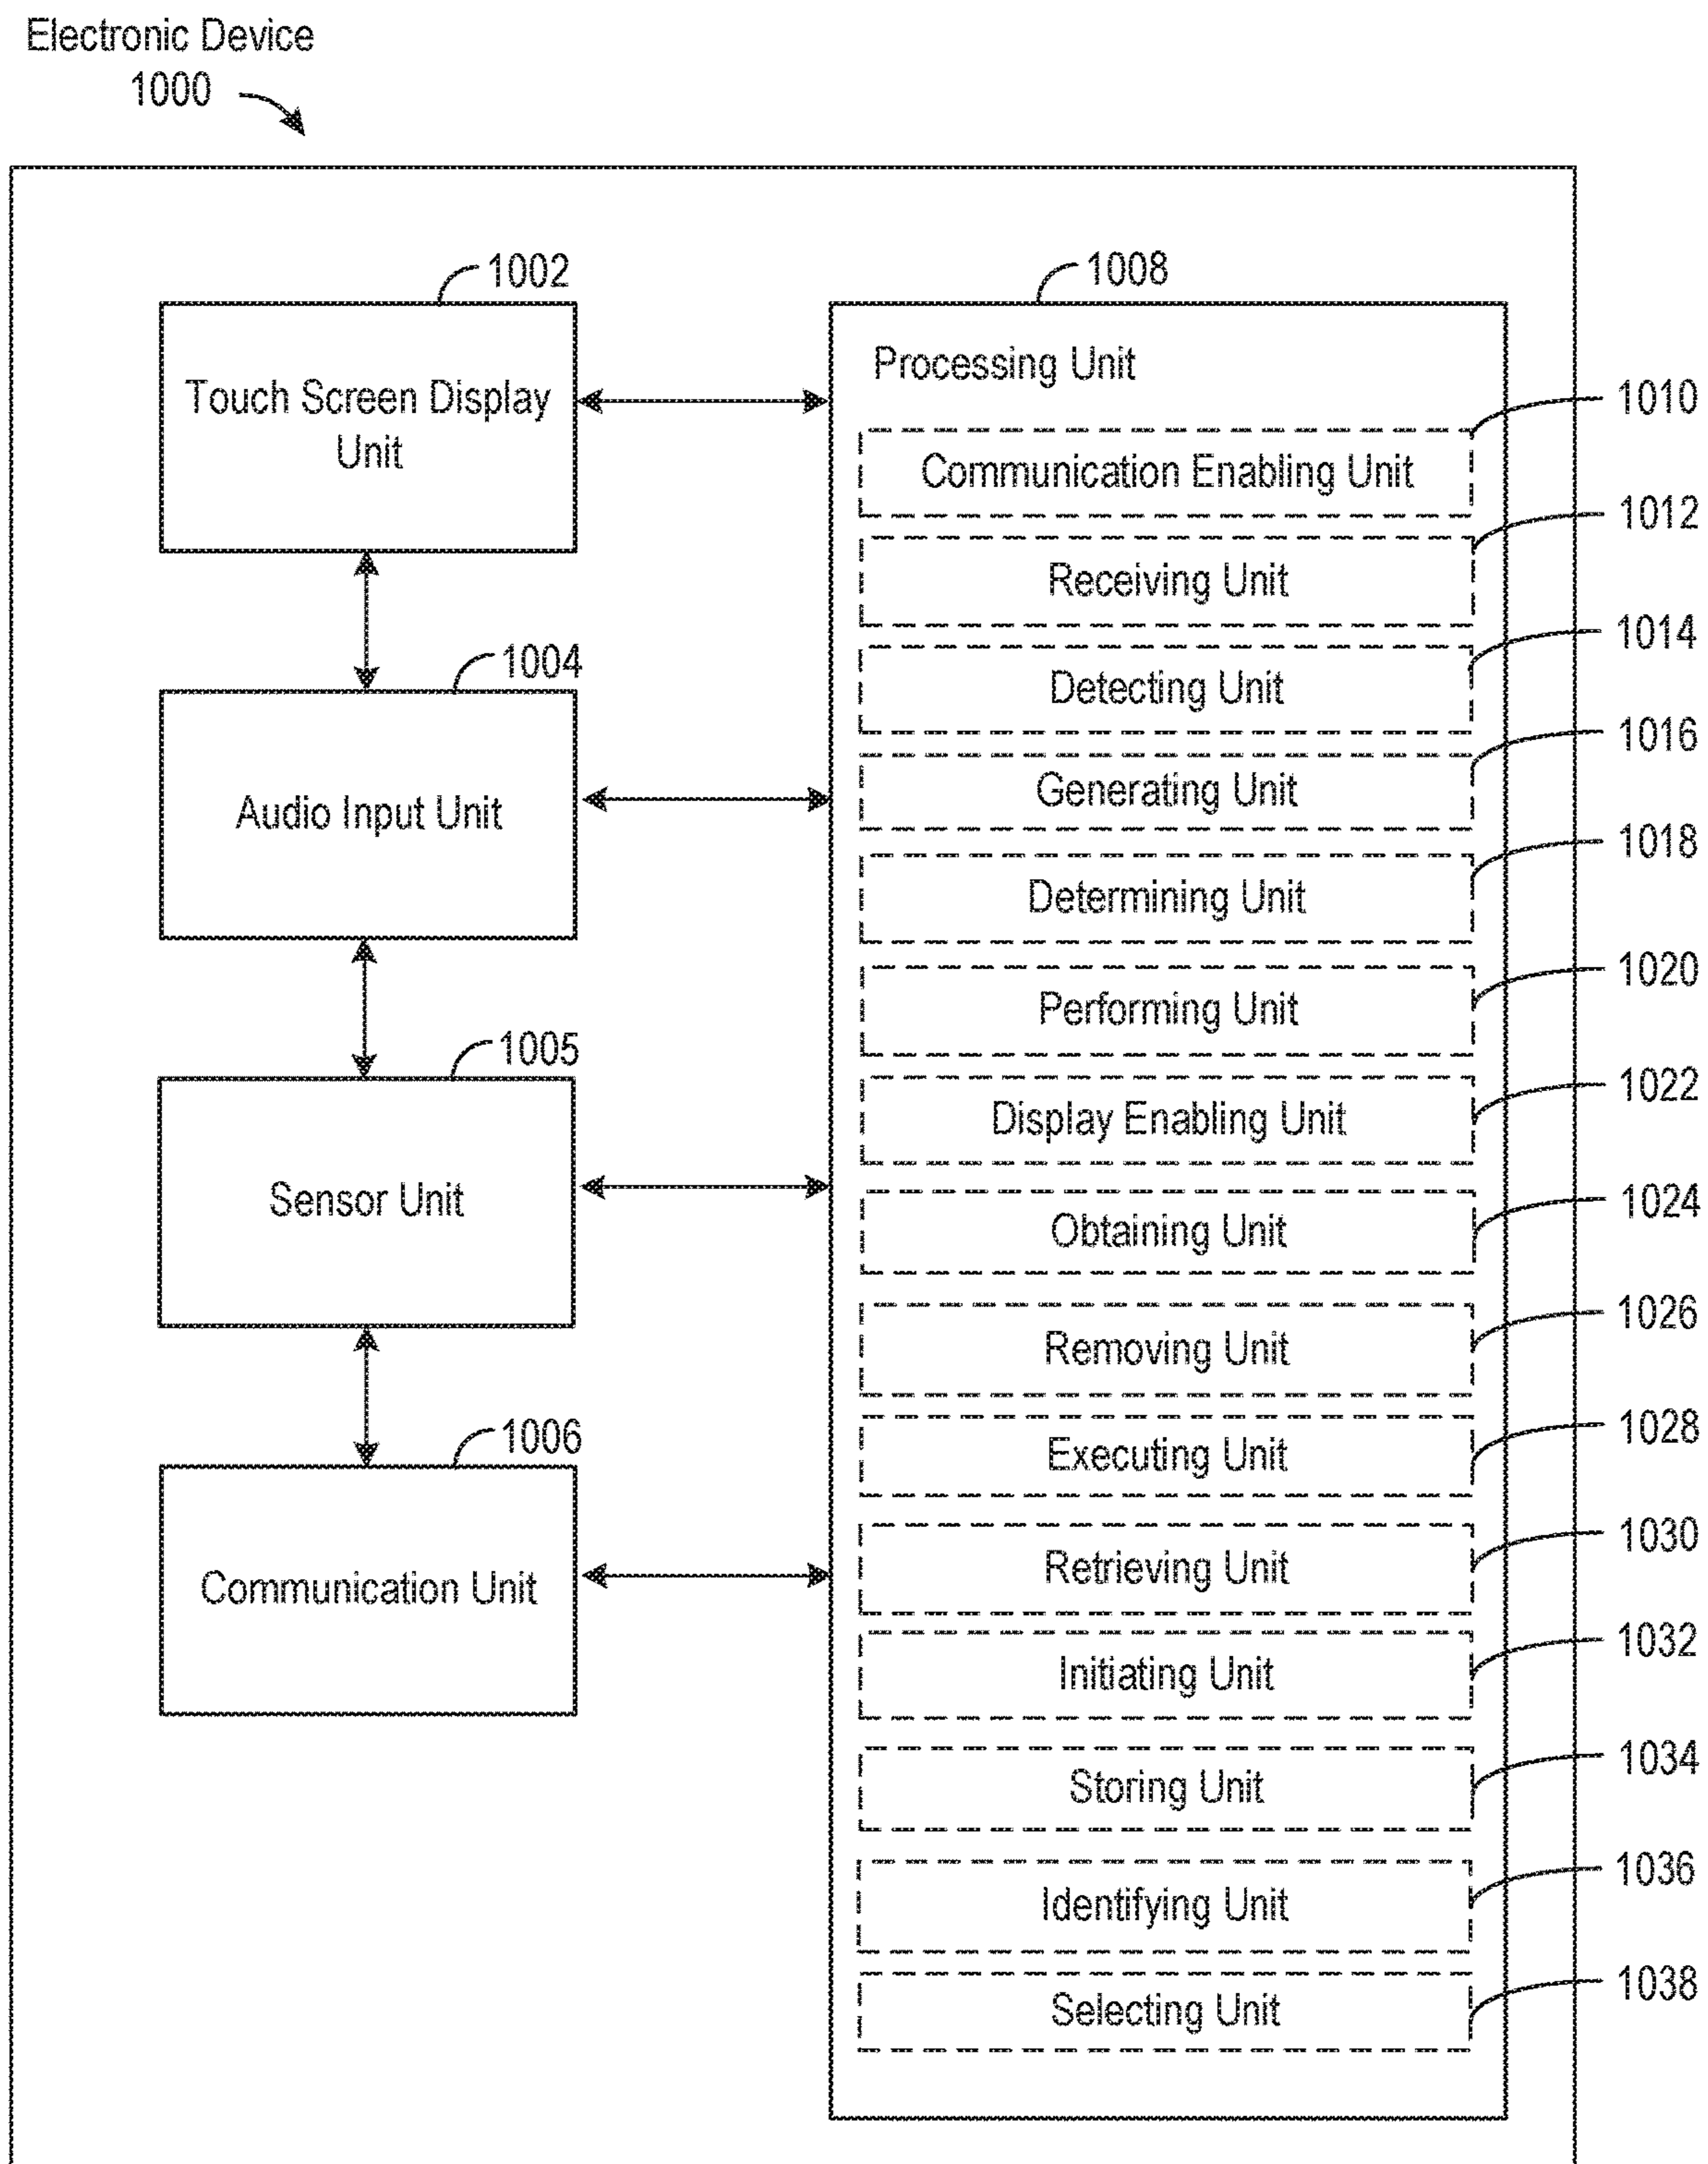 Electronic Device
1000
1002
Touch Screen Display
Unit
1004
Audio Input Unit
1005
Sensor Unit
1006
Communication Unit
1008
Processing Unit
1010
Communication Enabling Unit
1012
Receiving Unit
1014
Detecting Unit
1016
Generating Unit
1018
Determining Unit
1020
Performing Unit
1022
Display Enabling Unit
1024
Obtaining Unit
1026
Removing Unit
1028
Executing Unit
1030
Retrieving Unit
1032
Initiating Unit
1034
Storing Unit
1036
Identifying Unit
1038
Selecting Unit